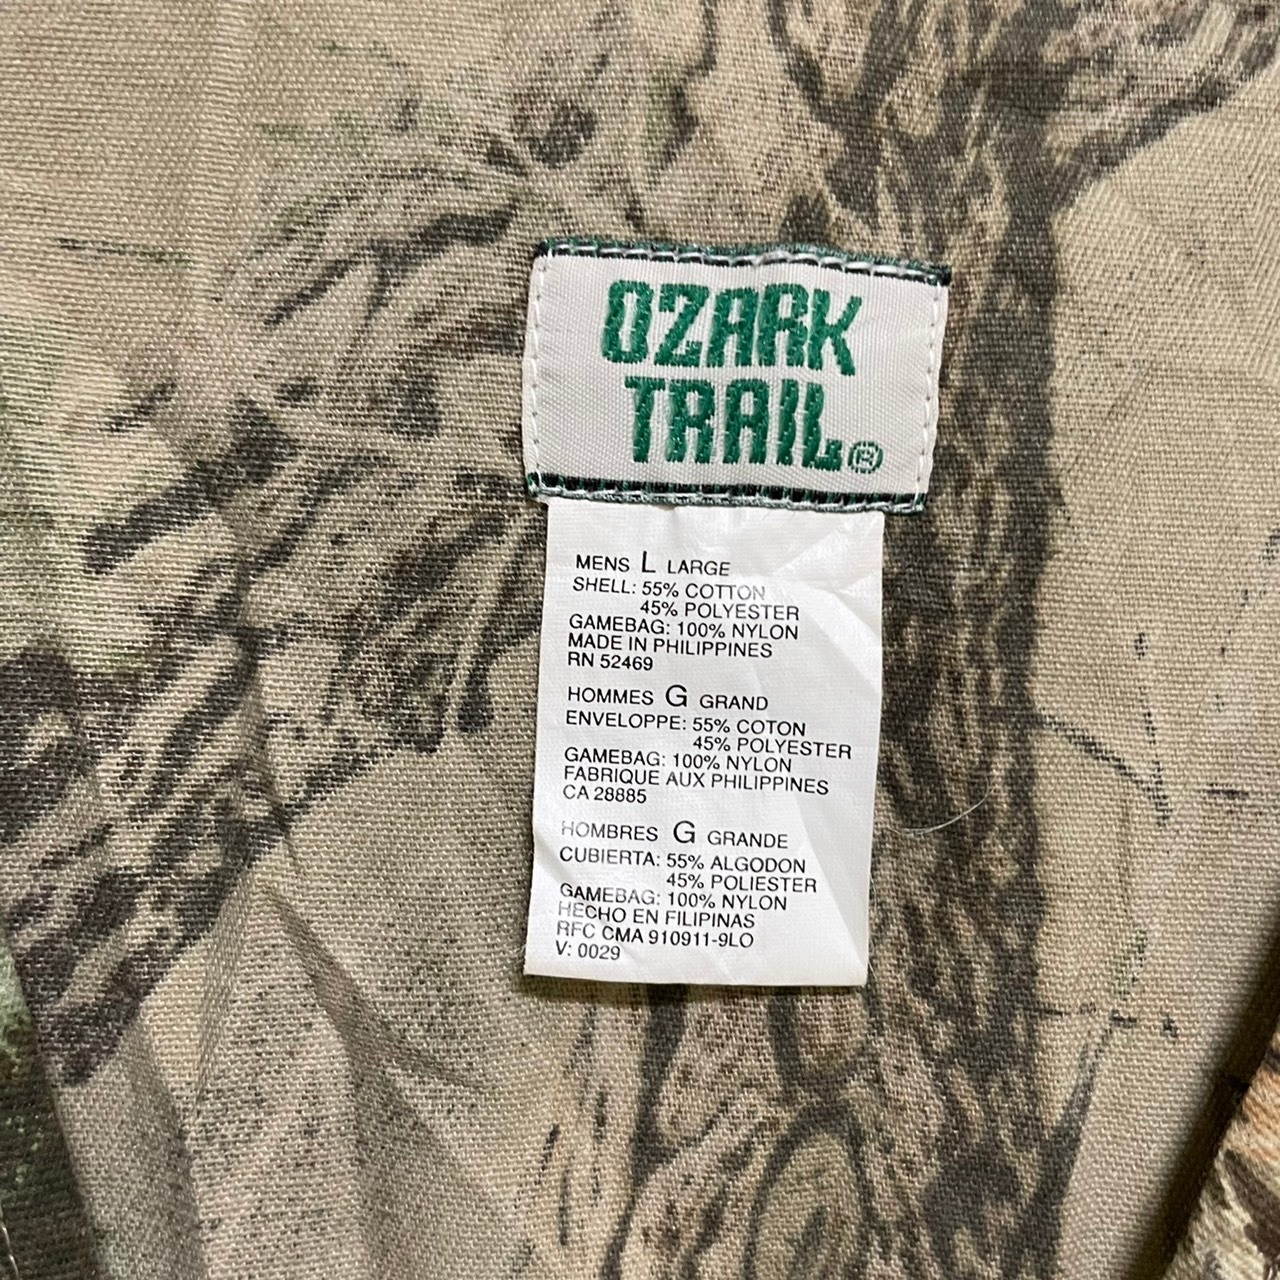 OZARK
TRAIL®
MENS L LARGE
SHELL: 55% COTTON
45% POLYESTER
GAMEBAG: 100% NYLON
MADE IN PHILIPPINES
RN 52469
HOMMES G GRAND
ENVELOPPE: 55% COTON
45% POLYESTER
GAMEBAG: 100% NYLON
FABRIQUE AUX PHILIPPINES
CA 28885
HOMBRES G GRANDE
CUBIERTA: 55% ALGODON
45% POLIESTER
GAMEBAG: 100% NYLON
HECHO EN FILIPINAS
RFC CMA 910911-9LO
V: 0029